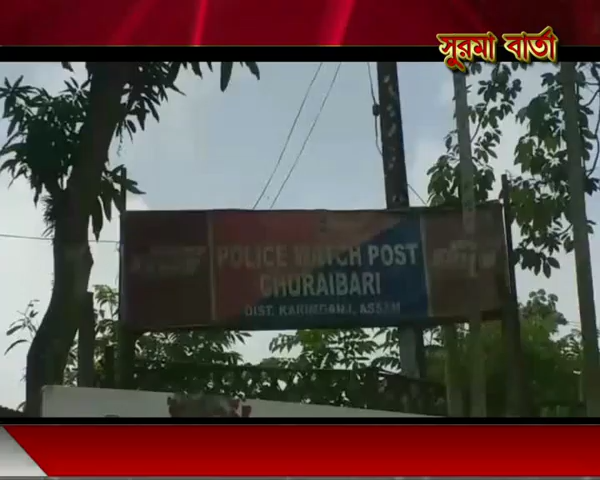 সুরমা বার্তা
POLICE WATCH POST
CHURAIBARI
DIST. KARIMGANJ, ASSAM